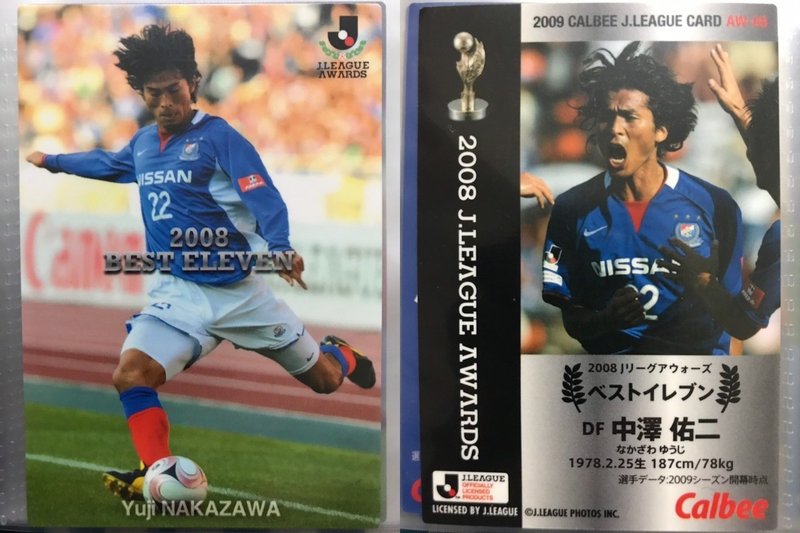 J.LEAGUE
AWARDS
NISSAN
22
2008
BEST ELEVEN
Yuji NAKAZAWA
2009 CALBEE J.LEAGUE CARD
2008 J.LEAGUE AWARDS
NISSAN
2
2008 Jリーグアウォーズ
ベストイレブン
DF 中澤 佑二
なかざわ ゆうじ
1978.2.25生 187cm/78kg
選手データ:2009シーズン開幕時点
J.LEAGUE
OFFICIALLY
LICENSED
PRODUCTS
LICENSED BY J.LEAGUE
©J.LEAGUE PHOTOS INC.
Calbee